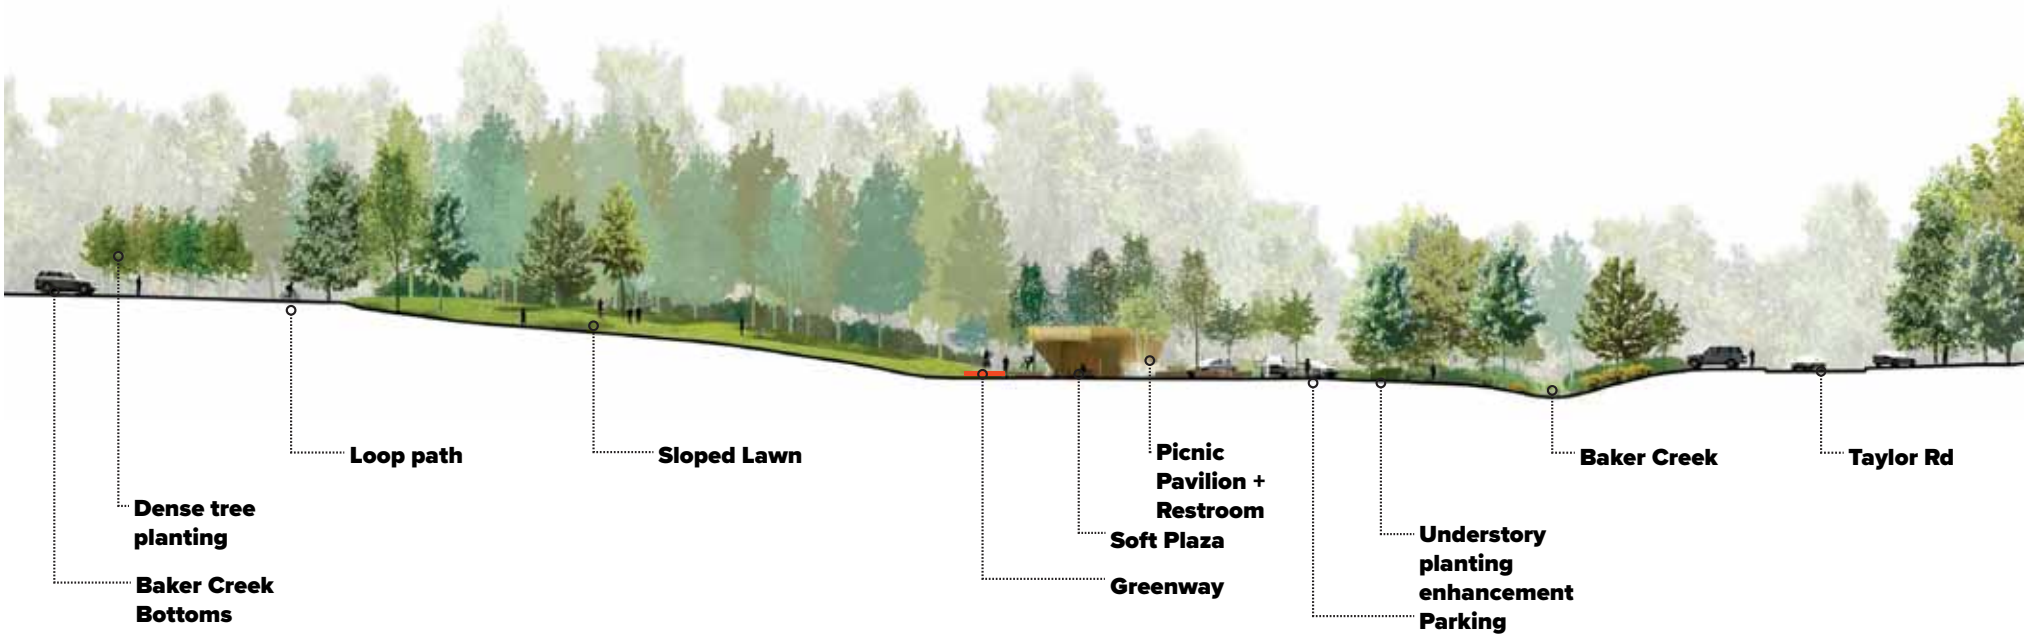 Loop path
Sloped Lawn
Picnic
Pavilion +
Restroom
Baker Creek
Taylor Rd
Dense tree
planting
Soft Plaza
Understory
planting
enhancement
Baker Creek
Bottoms
Greenway
Parking